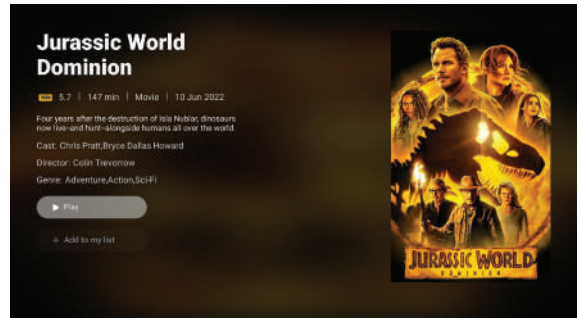 Jurassic World
Dominion
IMDb 5.7 | 147 min | Movie | 10 Jun 2022
Four years after the destruction of Isla Nublar, dinosaurs
now live-and hunt-alongside humans all over the world.
Cast: Chris Pratt,Bryce Dallas Howard
Director: Colin Trevorrow
Genre: Adventure,Action,Sci-Fi
Play
+ Add to my list
JURASSIC WORLD
DOMINION